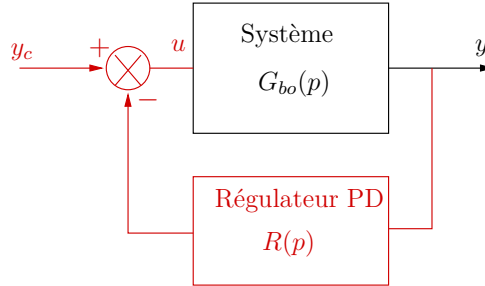 Système
y_c
+
u
y
G_{bo}(p)
−
Régulateur PD
R(p)